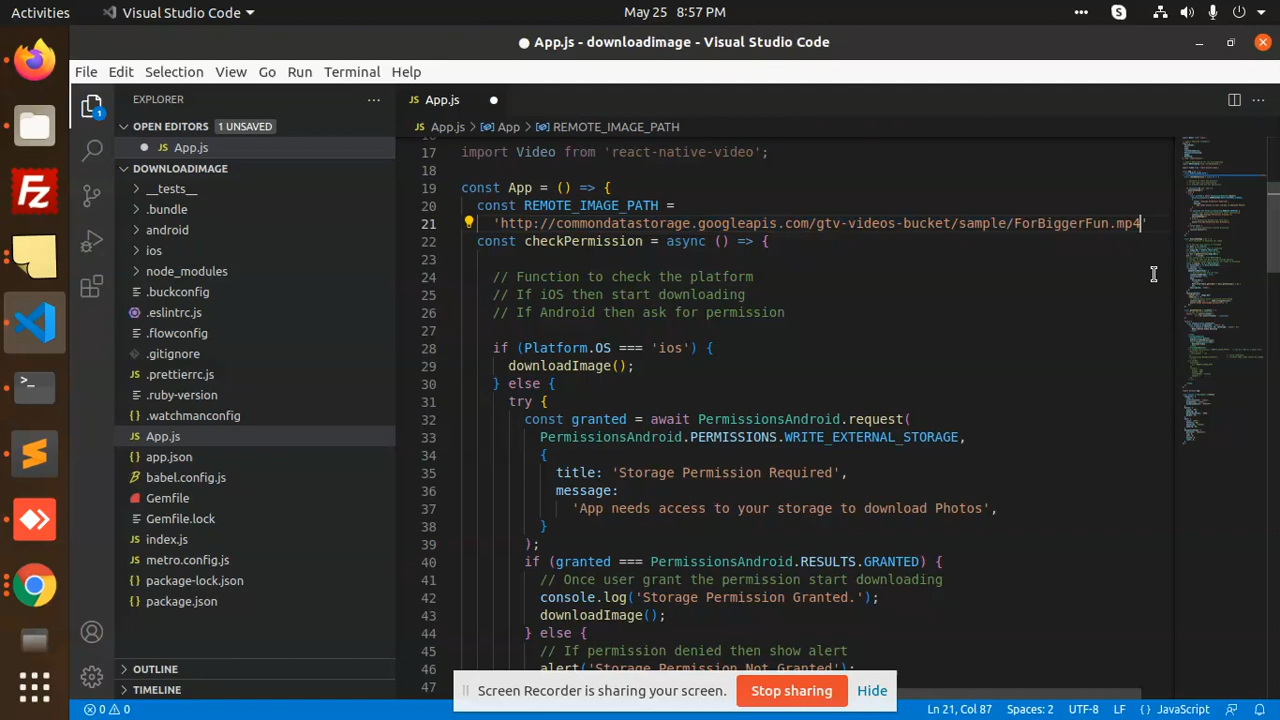 Activities
Visual Studio Code
May 25 8:57 PM
App.js - downloadimage - Visual Studio Code
File Edit Selection View Go Run Terminal Help
EXPLORER
OPEN EDITORS 1 UNSAVED
App.js
DOWNLOADIMAGE
__tests__
.bundle
android
ios
node_modules
.buckconfig
.eslintrc.js
.flowconfig
.gitignore
.prettierrc.js
.ruby-version
.watchmanconfig
App.js
app.json
babel.config.js
Gemfile
Gemfile.lock
index.js
metro.config.js
package-lock.json
package.json
OUTLINE
TIMELINE
JS App.js
JS App.js > App > REMOTE_IMAGE_PATH
17 import Video from 'react-native-video';
18
19 const App = () => {
20 const REMOTE_IMAGE_PATH =
21 'http://commondatastorage.googleapis.com/gtv-videos-bucket/sample/ForBiggerFun.mp4'
22 const checkPermission = async () => {
23
24 // Function to check the platform
25 // If iOS then start downloading
26 // If Android then ask for permission
27
28 if (Platform.OS === 'ios') {
29 downloadImage();
30 } else {
31 try {
32 const granted = await PermissionsAndroid.request(
33 PermissionsAndroid.PERMISSIONS.WRITE_EXTERNAL_STORAGE,
34 {
35 title: 'Storage Permission Required',
36 message:
37 'App needs access to your storage to download Photos',
38 }
39 );
40 if (granted === PermissionsAndroid.RESULTS.GRANTED) {
41 // Once user grant the permission start downloading
42 console.log('Storage Permission Granted.');
43 downloadImage();
44 } else {
45 // If permission denied then show alert
46 alert('Storage Permission Not Granted');
47
Screen Recorder is sharing your screen. Stop sharing Hide
0 0
Ln 21, Col 87 Spaces: 2 UTF-8 LF {} JavaScript